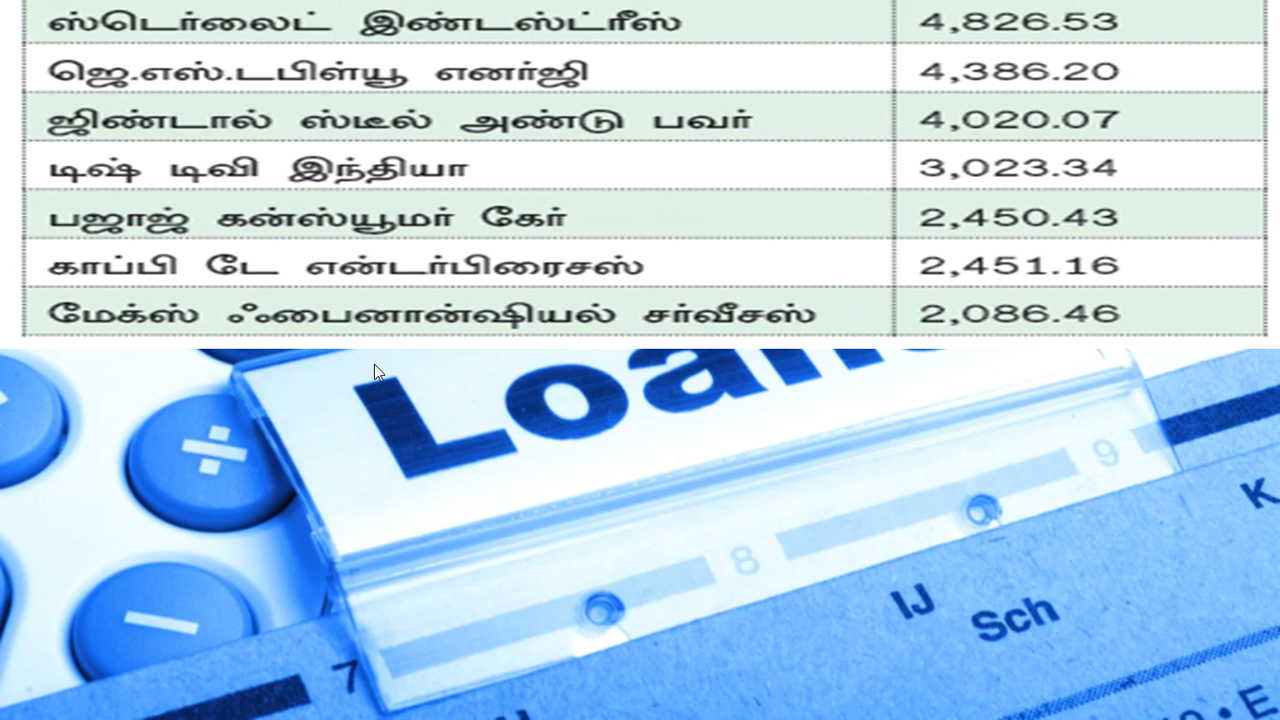 ஸ்டெர்லைட் இண்டஸ்ட்ரீஸ் 4,826.53
ஜெ.எஸ்.டபிள்யூ எனர்ஜி 4,386.20
ஜிண்டால் ஸ்டீல் அண்டு பவர் 4,020.07
டிஷ் டிவி இந்தியா 3,023.34
பஜாஜ் கன்ஸ்யூமர் கேர் 2,450.43
காப்பி டே என்டர்பிரைசஸ் 2,451.16
மேக்ஸ் ஃபைனான்ஷியல் சர்வீசஸ் 2,086.46
Loans
9
K
8
IJ
Sch
7